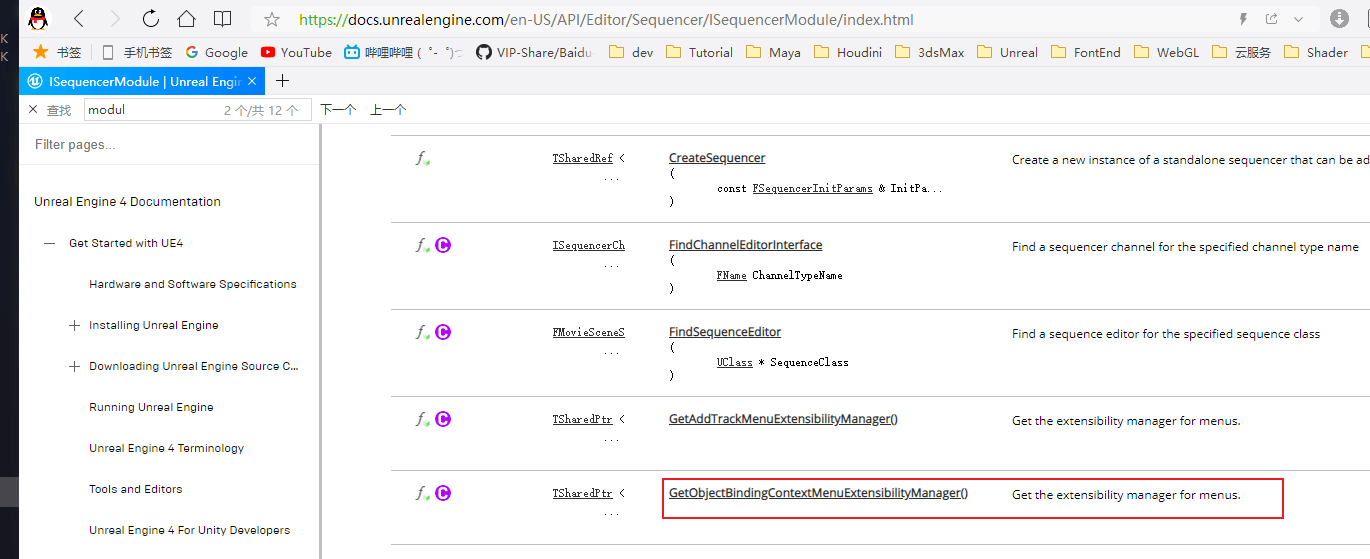 K
K
https://docs.unrealengine.com/en-US/API/Editor/Sequencer/ISequencerModule/index.html
书签 手机书签 Google YouTube 哔哩哔哩 ( ゜- ゜)つ VIP-Share/Baidu- dev Tutorial Maya Houdini 3dsMax Unreal FontEnd WebGL 云服务 Shader
ISequencerModule | Unreal Engin
查找 modul 2 个/共 12 个 下一个 上一个
Filter pages...
Unreal Engine 4 Documentation
Get Started with UE4
Hardware and Software Specifications
Installing Unreal Engine
Downloading Unreal Engine Source C...
Running Unreal Engine
Unreal Engine 4 Terminology
Tools and Editors
Unreal Engine 4 For Unity Developers
TSharedRef <
...
CreateSequencer
(
const FSequencerInitParams & InitPa...
)
Create a new instance of a standalone sequencer that can be ad
C
ISequencerCh
...
FindChannelEditorInterface
(
FName ChannelTypeName
)
Find a sequencer channel for the specified channel type name
C
FMovieSceneS
...
FindSequenceEditor
(
UClass * SequenceClass
)
Find a sequence editor for the specified sequence class
C
TSharedPtr <
...
GetAddTrackMenuExtensibilityManager()
Get the extensibility manager for menus.
C
TSharedPtr <
...
GetObjectBindingContextMenuExtensibilityManager()
Get the extensibility manager for menus.